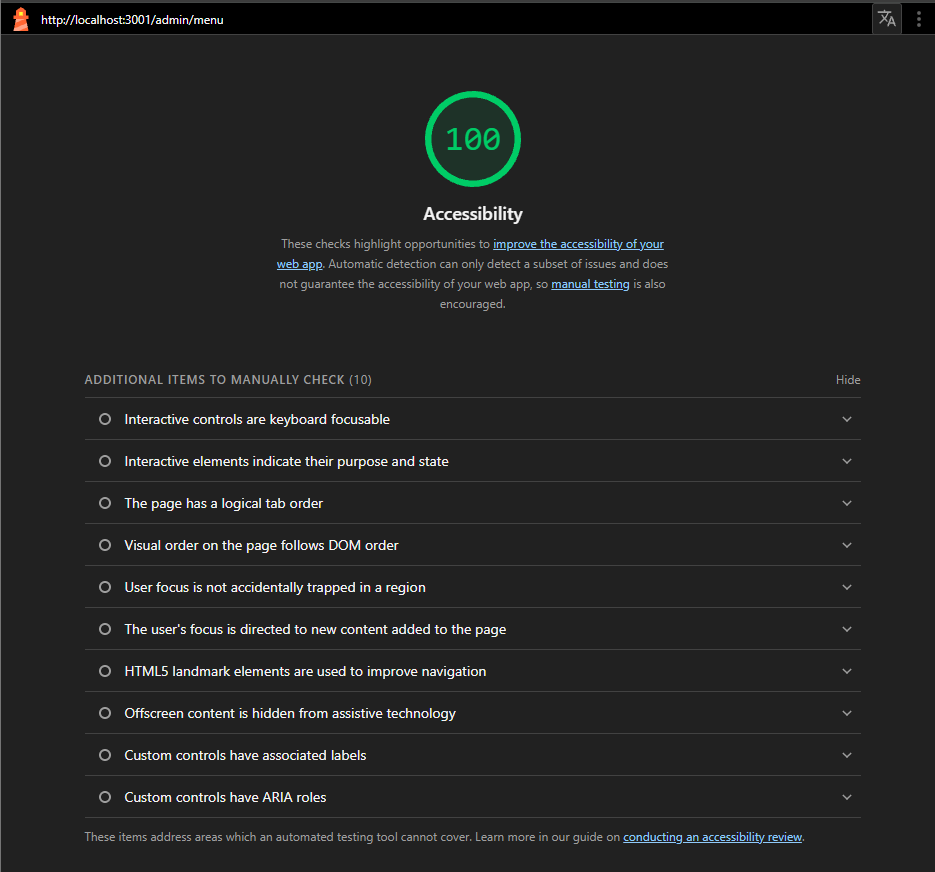 http://localhost:3001/admin/menu
100
Accessibility
These checks highlight opportunities to improve the accessibility of your
web app. Automatic detection can only detect a subset of issues and does
not guarantee the accessibility of your web app, so manual testing is also
encouraged.
ADDITIONAL ITEMS TO MANUALLY CHECK (10)
Hide
Interactive controls are keyboard focusable
Interactive elements indicate their purpose and state
The page has a logical tab order
Visual order on the page follows DOM order
User focus is not accidentally trapped in a region
The user's focus is directed to new content added to the page
HTML5 landmark elements are used to improve navigation
Offscreen content is hidden from assistive technology
Custom controls have associated labels
Custom controls have ARIA roles
These items address areas which an automated testing tool cannot cover. Learn more in our guide on conducting an accessibility review.